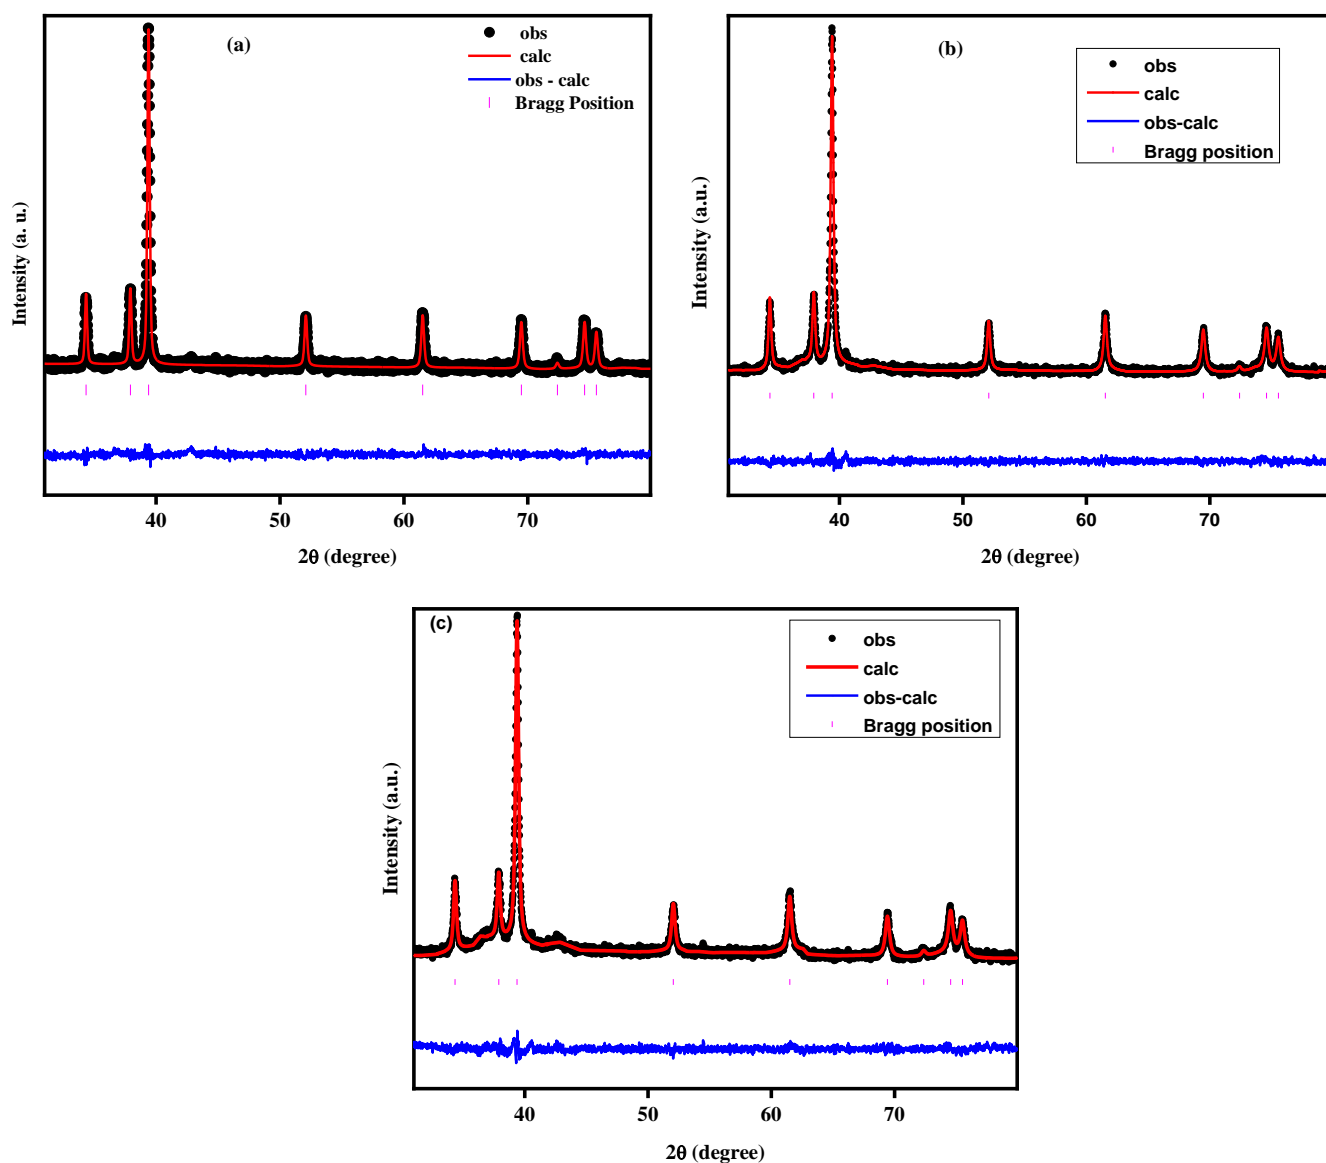 (a)
obs
calc
obs - calc
Bragg Position
Intensity (a. u.)
40 50 60 70
2θ (degree)
(b)
obs
calc
obs-calc
Bragg position
Intensity (a.u.)
40 50 60 70
2θ (degree)
(c)
obs
calc
obs-calc
Bragg position
Intensity (a.u.)
40 50 60 70
2θ (degree)